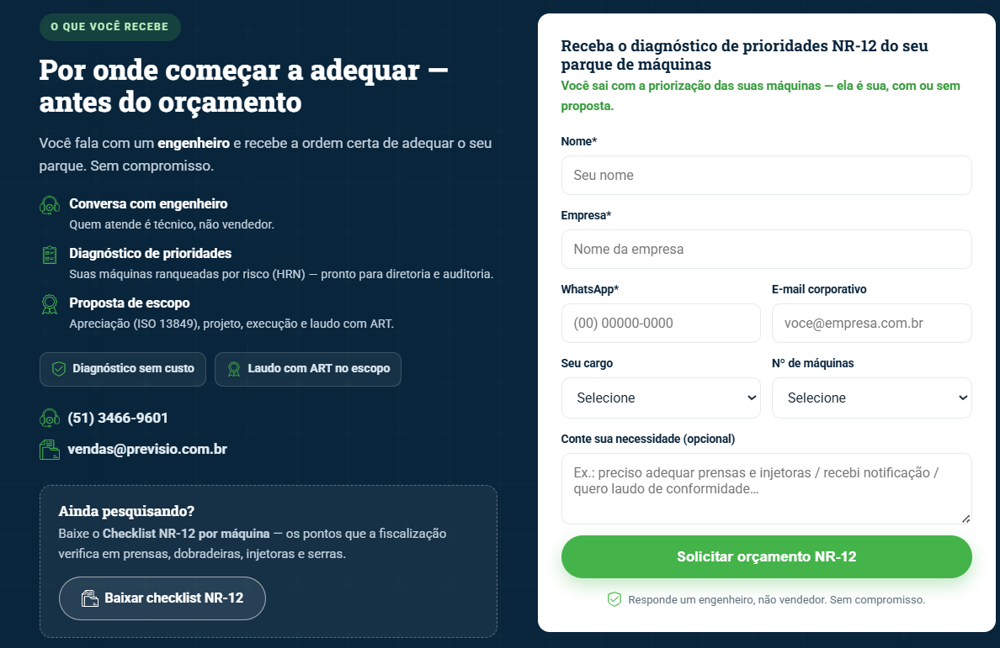 O QUE VOCÊ RECEBE
Por onde começar a adequar —
antes do orçamento
Você fala com um engenheiro e recebe a ordem certa de adequar o seu
parque. Sem compromisso.
Conversa com engenheiro
Quem atende é técnico, não vendedor.
Diagnóstico de prioridades
Suas máquinas ranqueadas por risco (HRN) — pronto para diretoria e auditoria.
Proposta de escopo
Apreciação (ISO 13849), projeto, execução e laudo com ART.
Diagnóstico sem custo
Laudo com ART no escopo
(51) 3466-9601
vendas@previsio.com.br
Ainda pesquisando?
Baixe o Checklist NR-12 por máquina — os pontos que a fiscalização
verifica em prensas, dobradeiras, injetoras e serras.
Baixar checklist NR-12
Receba o diagnóstico de prioridades NR-12 do seu
parque de máquinas
Você sai com a priorização das suas máquinas — ela é sua, com ou sem
proposta.
Nome*
Seu nome
Empresa*
Nome da empresa
WhatsApp*
E-mail corporativo
(00) 00000-0000
voce@empresa.com.br
Seu cargo
Nº de máquinas
Selecione
Selecione
Conte sua necessidade (opcional)
Ex.: preciso adequar prensas e injetoras / recebi notificação /
quero laudo de conformidade…
Solicitar orçamento NR-12
Responde um engenheiro, não vendedor. Sem compromisso.